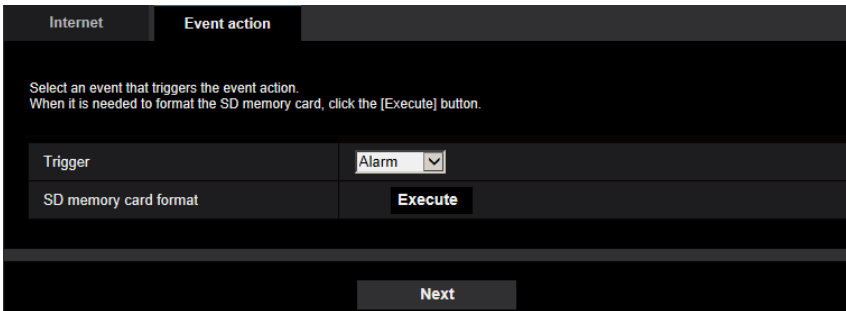 Internet Event action
Select an event that triggers the event action.
When it is needed to format the SD memory card, click the [Execute] button.
Trigger Alarm
SD memory card format Execute
Next